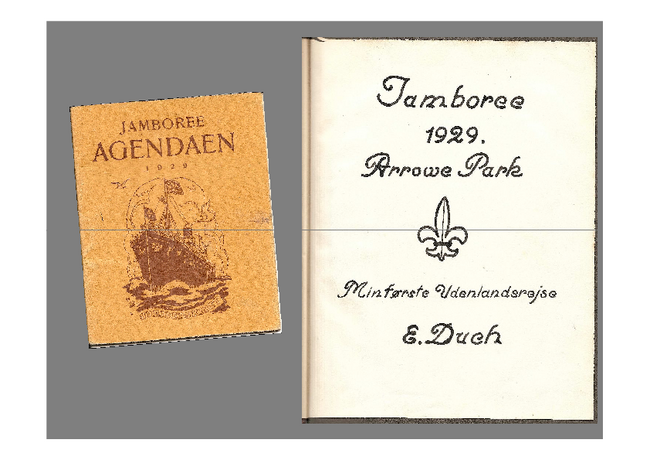 JAMBOREE
AGENDAEN
1929
Jamboree
1929.
Arrowe Park
Min første Udenlandsrejse
E. Duch